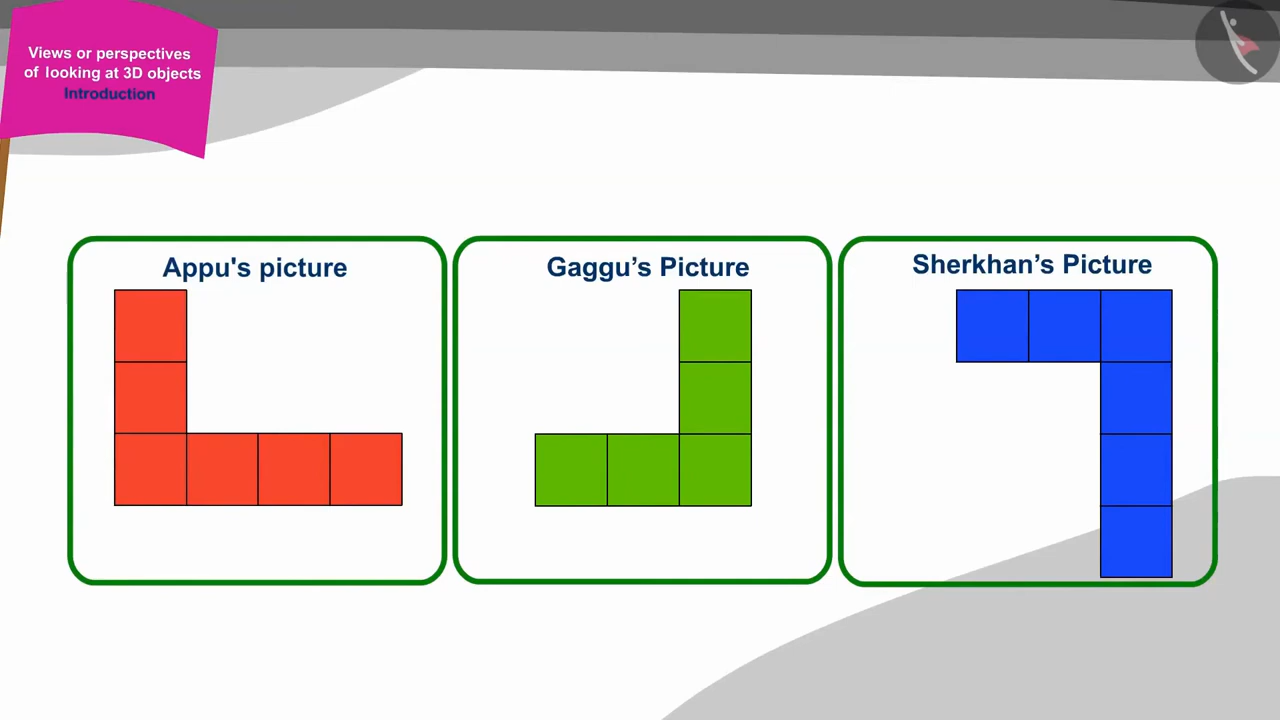 Views or perspectives
of looking at 3D objects
Introduction
Appu's picture
Gaggu’s Picture
Sherkhan’s Picture